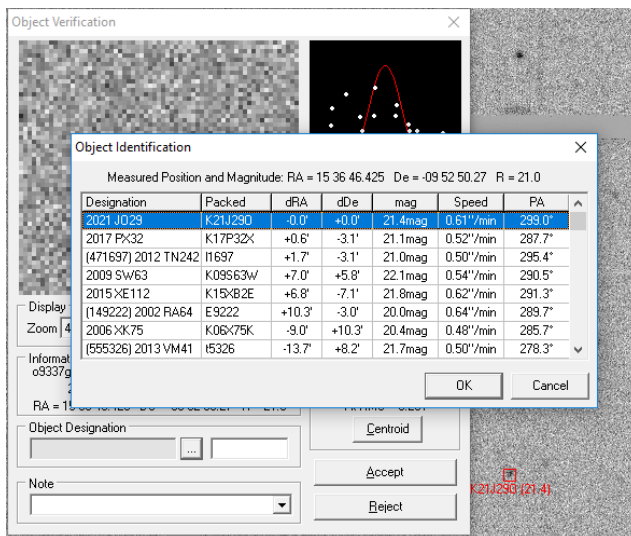 Object Verification
Object Identification
Measured Position and Magnitude: RA = 15 36 46.425 De = -09 52 50.27 R = 21.0
Designation Packed dRA dDe mag Speed PA
2021 JO29 K21J29O -0.0' +0.0' 21.4mag 0.61''/min 299.0°
2017 PX32 K17P32X +0.6' -3.1' 21.1mag 0.52''/min 287.7°
(471697) 2012 TN242 I1697 +1.7' -3.1' 21.0mag 0.50''/min 295.4°
2009 SW63 K09S63W +7.0' +5.8' 22.1mag 0.54''/min 290.5°
2015 XE112 K15XB2E +6.8' -7.1' 21.8mag 0.62''/min 291.3°
(149222) 2002 RA64 E9222 +10.3' -3.0' 20.0mag 0.64''/min 289.7°
2006 XK75 K06X75K -9.0' +10.3' 20.4mag 0.48''/min 285.7°
(555326) 2013 VM41 t5326 -13.7' +8.2' 21.7mag 0.50''/min 278.3°
OK Cancel
Display
Zoom 4
Informat
o9337g
RA = 15
Object Designation
...
Centroid
Note
Accept
Reject
K21J29O (21.4)